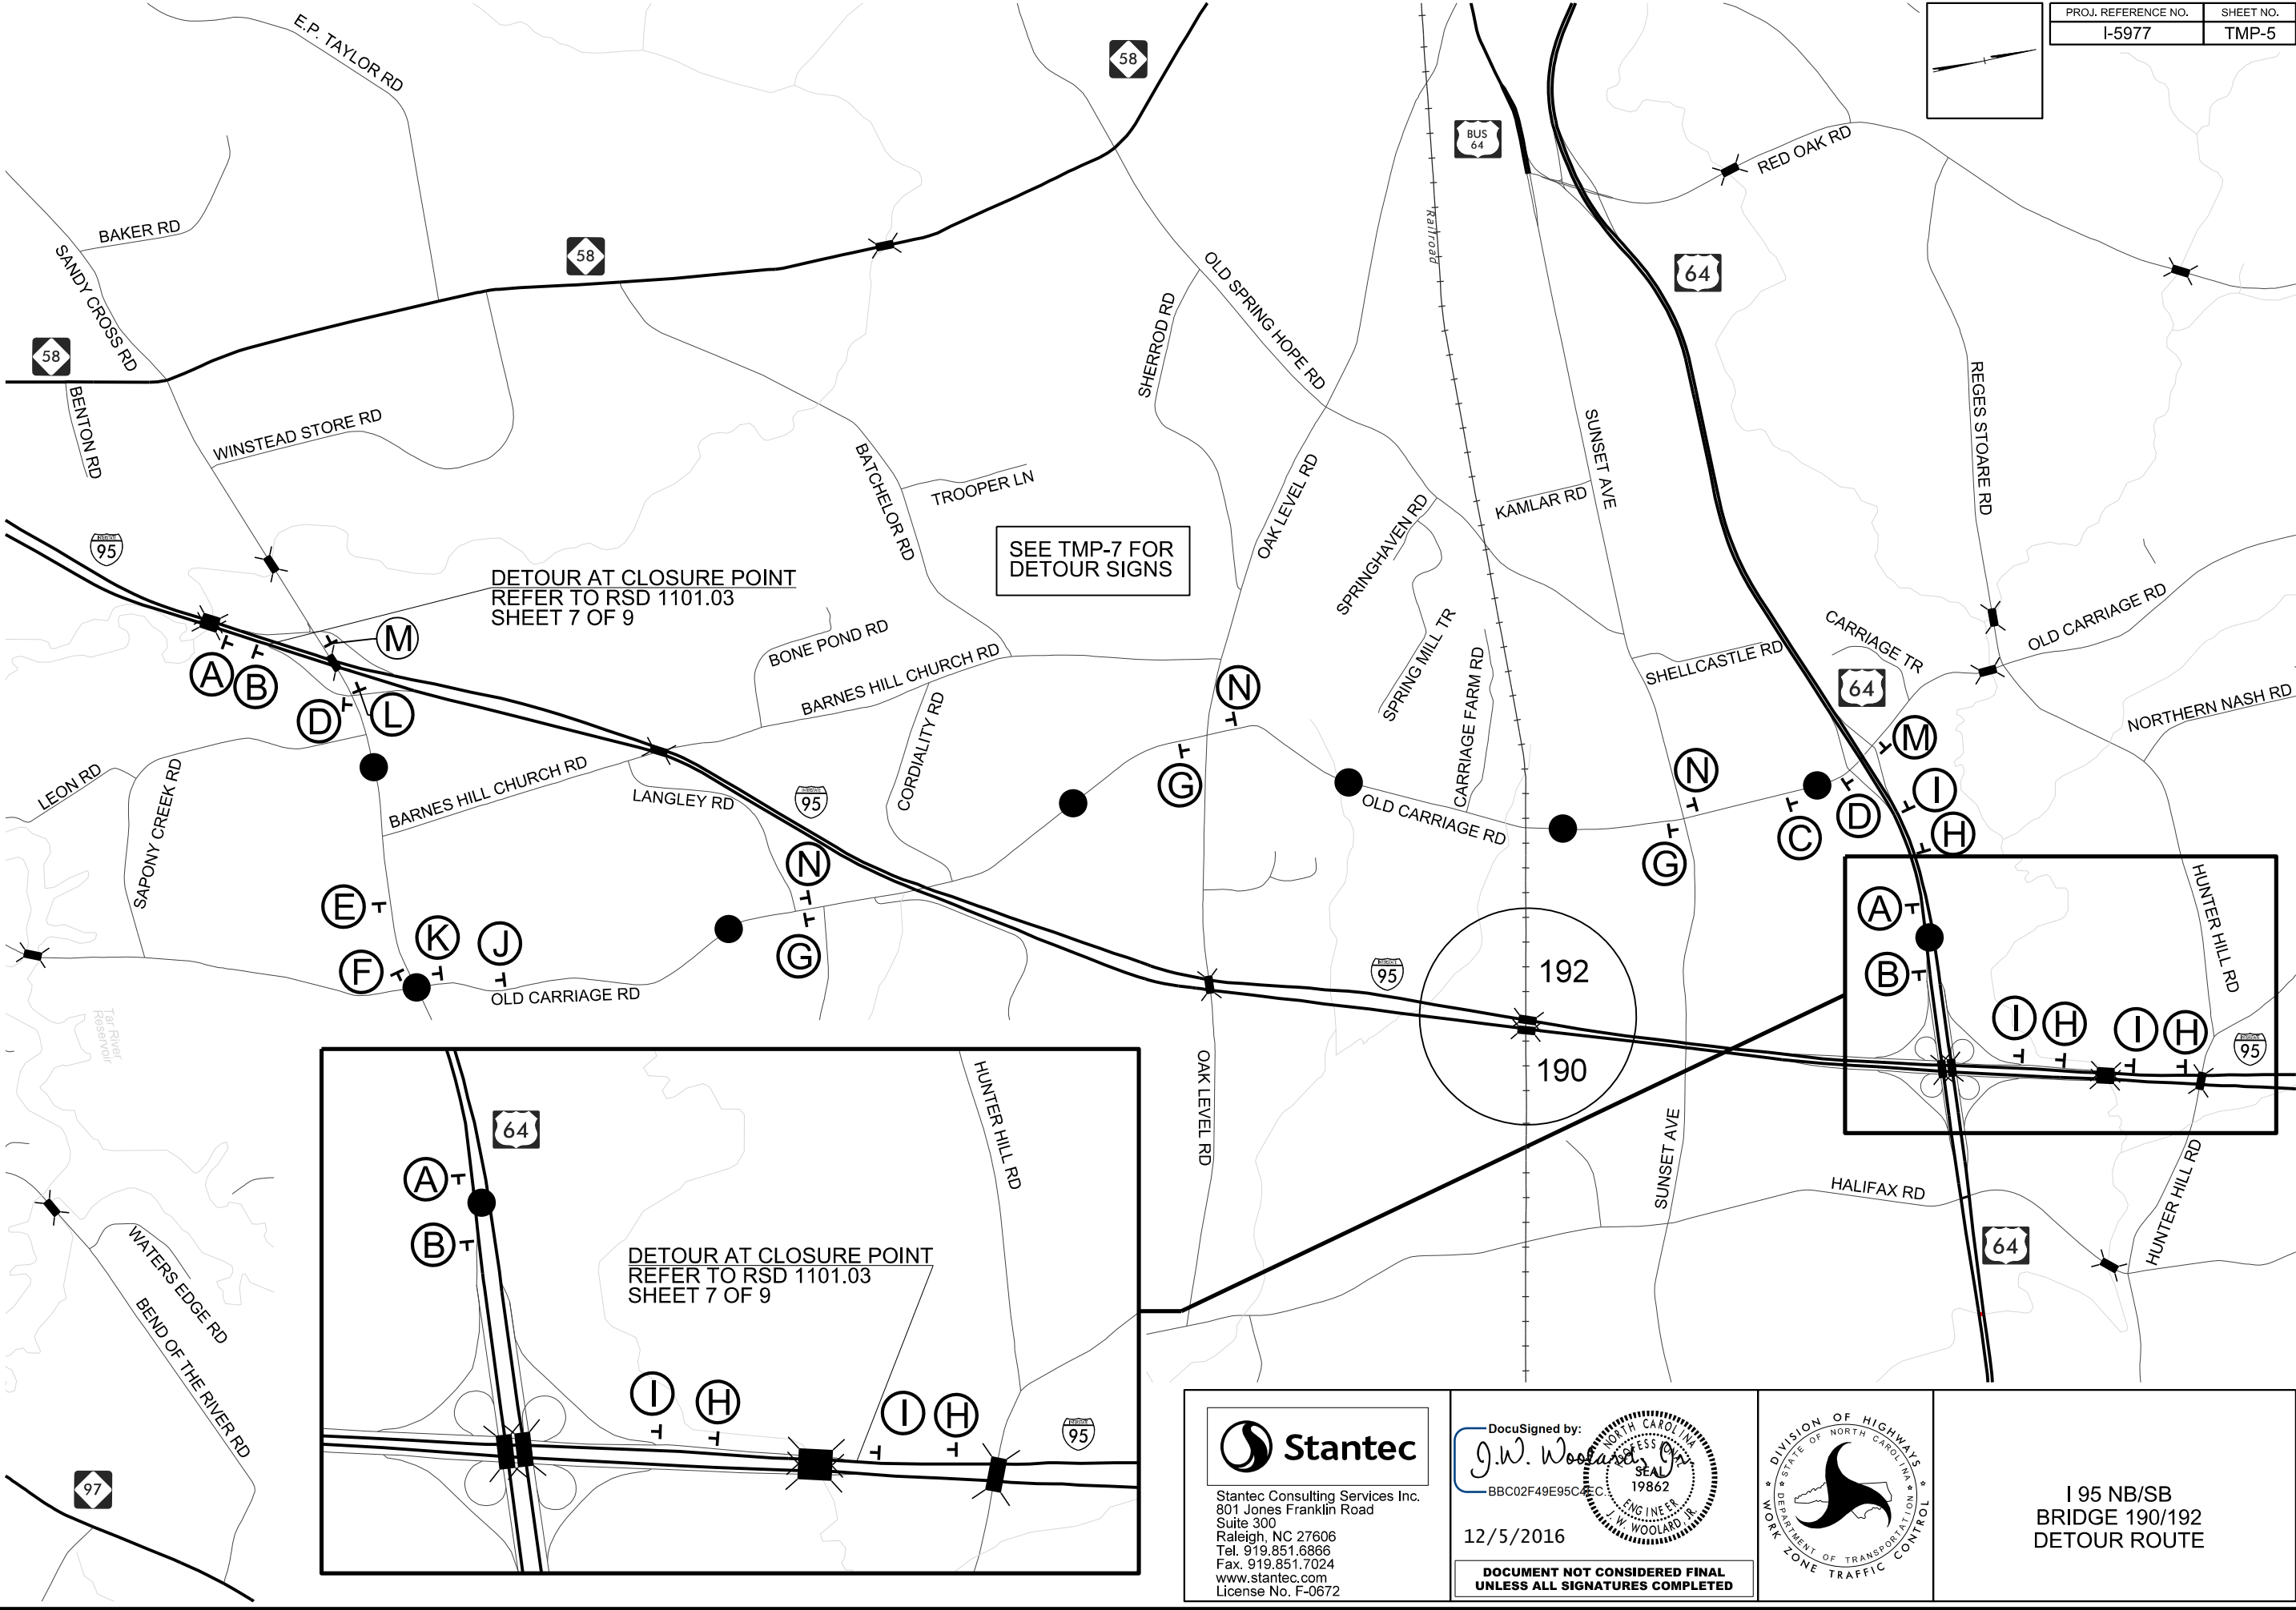 PROJ. REFERENCE NO.
SHEET NO.
I-5977
TMP-5
E.P. TAYLOR RD
58
BUS
64
RED OAK RD
Railroad
BAKER RD
SANDY CROSS RD
58
58
64
OLD SPRING HOPE RD
SHERROD RD
BENTON RD
WINSTEAD STORE RD
REGES STOARE RD
SUNSET AVE
BATCHELOR RD
TROOPER LN
OAK LEVEL RD
SPRINGHAVEN RD
KAMLAR RD
95
DETOUR AT CLOSURE POINT
REFER TO RSD 1101.03
SHEET 7 OF 9
SEE TMP-7 FOR
DETOUR SIGNS
M
A
B
D
L
BONE POND RD
BARNES HILL CHURCH RD
CORDIALITY RD
N
G
SPRING MILL TR
CARRIAGE FARM RD
SHELLCASTLE RD
CARRIAGE TR
OLD CARRIAGE RD
64
NORTHERN NASH RD
M
N
I
D
C
H
G
LEON RD
SAPONY CREEK RD
BARNES HILL CHURCH RD
LANGLEY RD
95
OLD CARRIAGE RD
N
G
E
K
J
F
OLD CARRIAGE RD
HUNTER HILL RD
A
B
192
95
190
I
H
I
H
95
Tar River
Reservoir
OAK LEVEL RD
SUNSET AVE
HALIFAX RD
HUNTER HILL RD
64
WATERS EDGE RD
BEND OF THE RIVER RD
97
64
HUNTER HILL RD
A
B
DETOUR AT CLOSURE POINT
REFER TO RSD 1101.03
SHEET 7 OF 9
I
H
I
H
95
Stantec
Stantec Consulting Services Inc.
801 Jones Franklin Road
Suite 300
Raleigh, NC 27606
Tel. 919.851.6866
Fax. 919.851.7024
www.stantec.com
License No. F-0672
DocuSigned by:
J.W. Woolard, Jr.
NORTH CAROLINA
PROFESSIONAL
SEAL
19862
ENGINEER
J. W. WOOLARD, JR.
12/5/2016
DOCUMENT NOT CONSIDERED FINAL
UNLESS ALL SIGNATURES COMPLETED
DIVISION OF HIGHWAYS
STATE OF NORTH CAROLINA
DEPARTMENT OF TRANSPORTATION
WORK ZONE TRAFFIC CONTROL
I 95 NB/SB
BRIDGE 190/192
DETOUR ROUTE